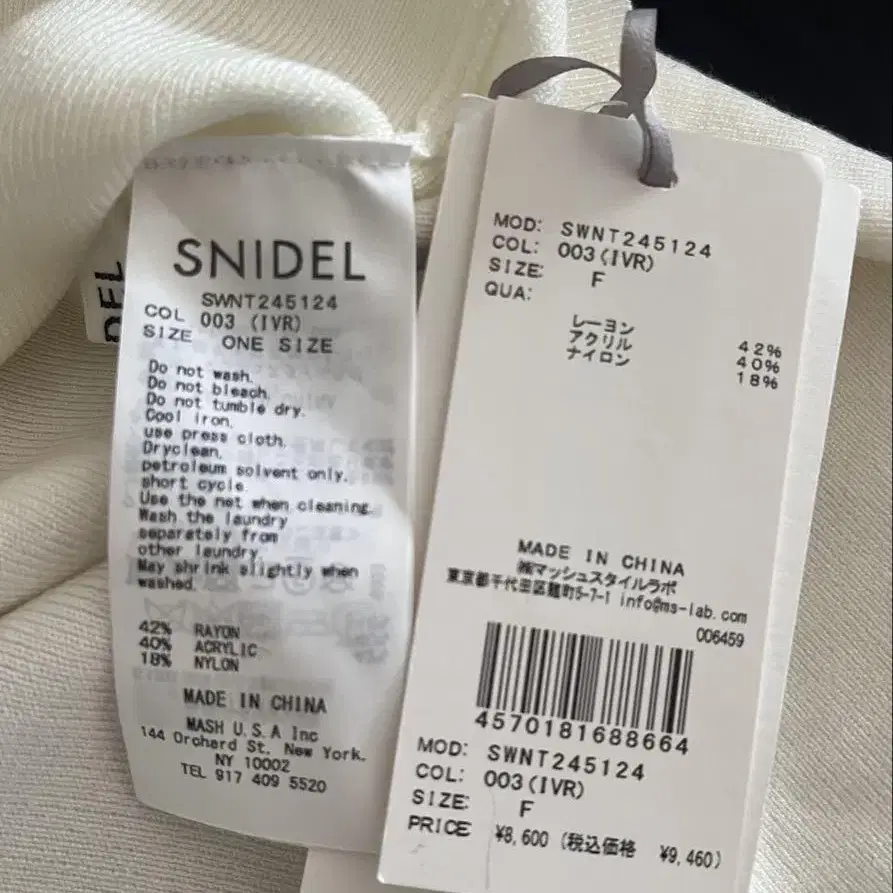 SNIDEL
SWNT245124
COL 003 (IVR)
SIZE ONE SIZE
Do not wash.
Do not bleach.
Do not tumble dry.
Cool iron.
use press cloth.
Dryclean.
petroleum solvent only.
short cycle.
Use the net when cleaning.
Wash the laundry
separately from
other laundry.
May shrink slightly when
washed.
42% RAYON
40% ACRYLIC
18% NYLON
MADE IN CHINA
MASH U.S.A Inc
144 Orchard St. New York.
NY 10002
TEL 917 409 5520
MOD: SWNT245124
COL: 003(IVR)
SIZE: F
QUA:
レーヨン 42%
アクリル 40%
ナイロン 18%
MADE IN CHINA
㈱マッシュスタイルラボ
東京都千代田区麹町5-7-1 info@ms-lab.com
006459
4570181688664
MOD: SWNT245124
COL: 003(IVR)
SIZE: F
PRICE: ¥8,600 (税込価格 ¥9,460)